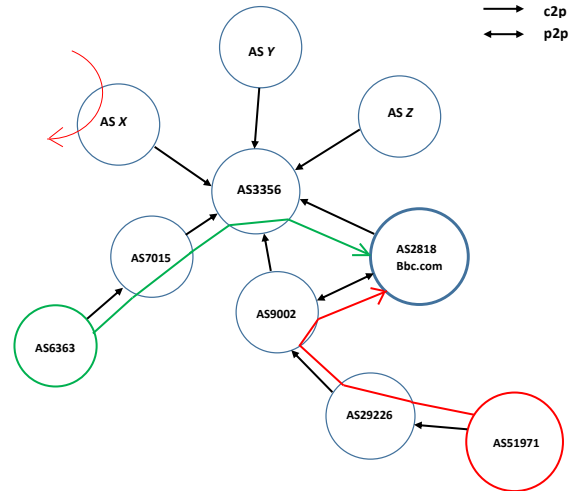 c2p
p2p
AS Y
AS X
AS Z
AS3356
AS7015
AS2818
Bbc.com
AS9002
AS6363
AS29226
AS51971